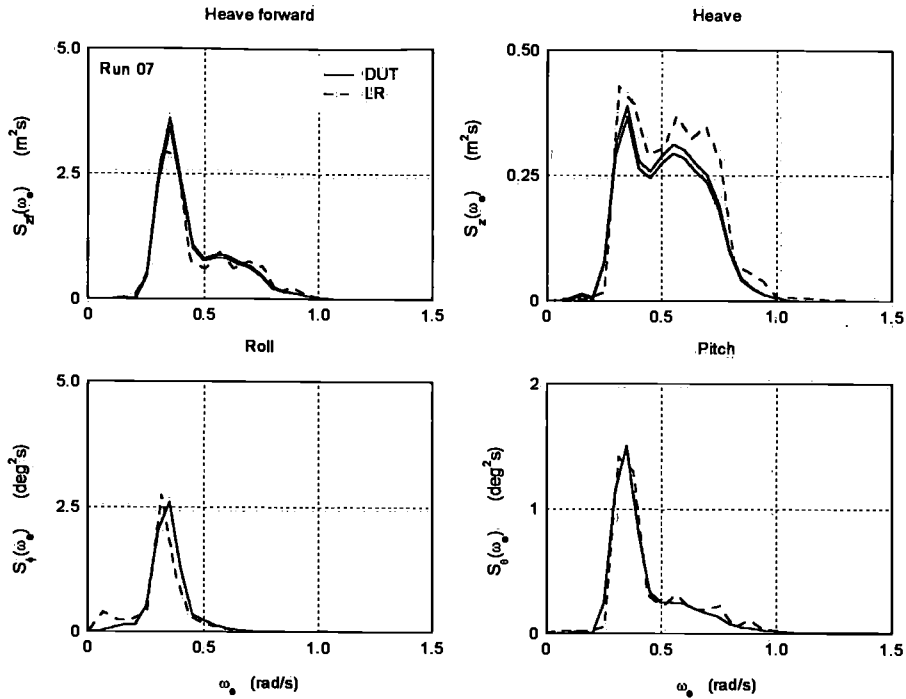 Heave forward
5.0
Run 07
DUT
LR
2.5
0
0
0.5
1.0
1.5
S_zf(ω_e) (m²s)
Heave
0.50
0.25
0
0
0.5
1.0
1.5
S_z(ω_e) (m²s)
Roll
5.0
2.5
0
0
0.5
1.0
1.5
S_ϕ(ω_e) (deg²s)
ω_e (rad/s)
Pitch
2
1
0
0
0.5
1.0
1.5
S_θ(ω_e) (deg²s)
ω_e (rad/s)